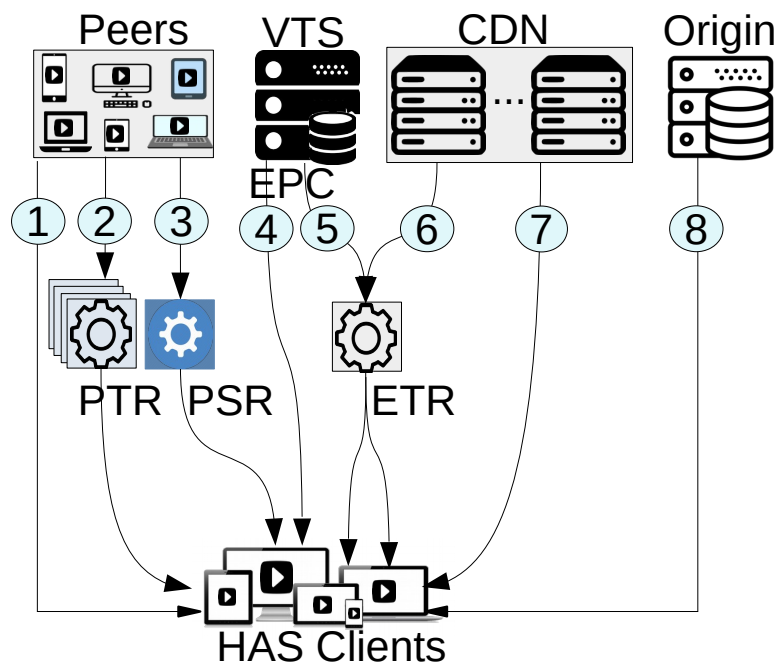 Peers
VTS
CDN
Origin
...
EPC
1
2
3
4
5
6
7
8
PTR
PSR
ETR
HAS Clients